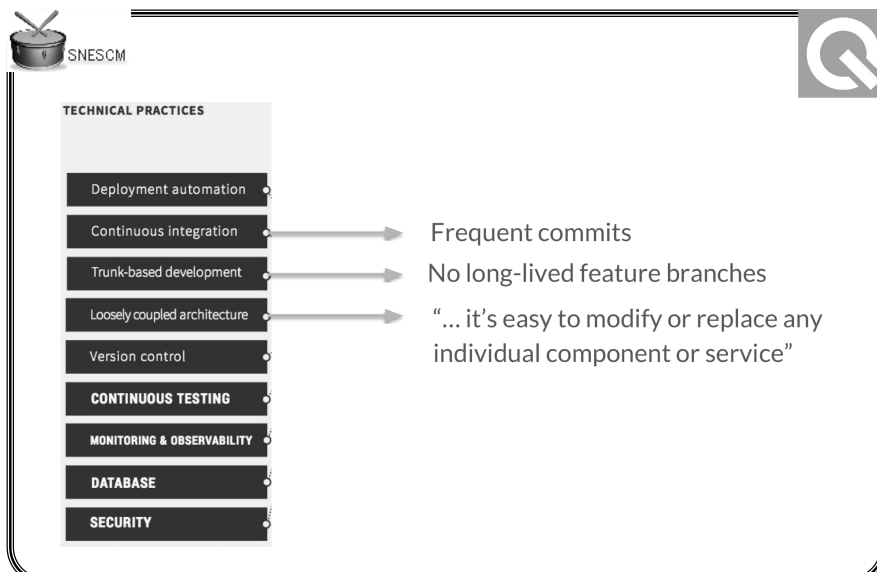 SNESCM
TECHNICAL PRACTICES
Deployment automation
Continuous integration
Frequent commits
Trunk-based development
No long-lived feature branches
Loosely coupled architecture
“... it’s easy to modify or replace any
individual component or service”
Version control
CONTINUOUS TESTING
MONITORING & OBSERVABILITY
DATABASE
SECURITY